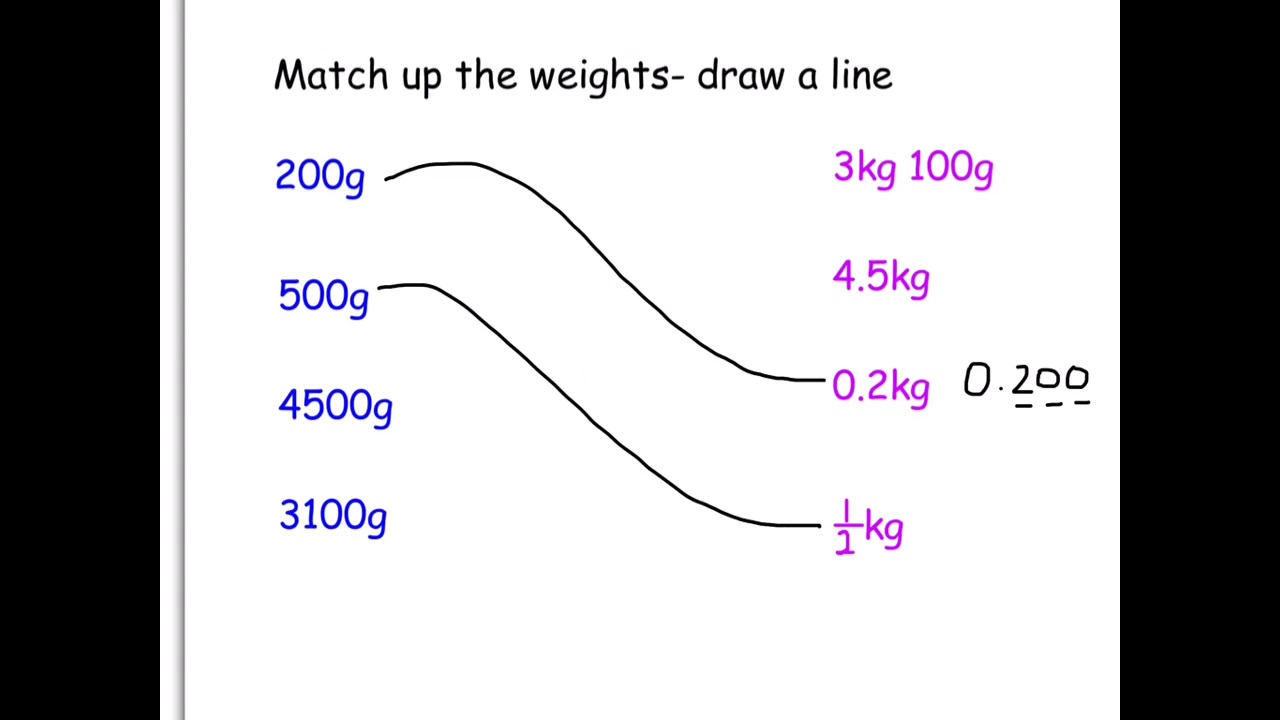 Match up the weights- draw a line
200g 3kg 100g
500g 4.5kg
4500g 0.2kg 0.200
3100g ½kg